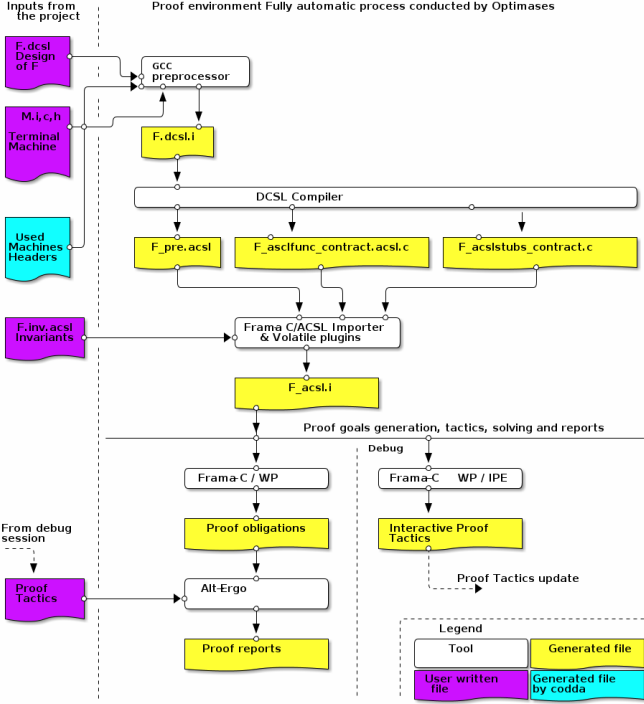 Inputs from
the project
Proof environment Fully automatic process conducted by Optimases
F.dcsl
Design
of F
GCC
preprocessor
M.i,c,h
Terminal
Machine
F.dcsl.i
DCSL Compiler
Used
Machines
Headers
F_pre.acsl
F_asclfunc_contract.acsl.c
F_acslstubs_contract.c
F.inv.acsl
Invariants
Frama-C/ACSL Importer
& Volatile plugins
F_acsl.i
Proof goals generation, tactics, solving and reports
Debug
Frama-C / WP
Frama-C WP / IPE
From debug
session
Proof obligations
Interactive Proof
Tactics
Proof
Tactics
Alt-Ergo
Proof Tactics update
Proof reports
Legend
Tool
Generated file
User written
file
Generated file
by codda